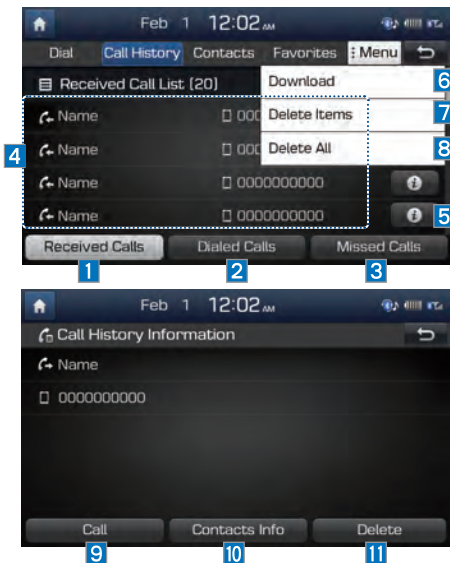 Feb 1 12:02 AM
Dial Call History Contacts Favorites Menu
Received Call List (20) Download 6
Name 000 Delete Items 7
4
Name 000 Delete All 8
Name 0000000000
Name 0000000000 5
Received Calls Dialed Calls Missed Calls
1 2 3
Feb 1 12:02 AM
Call History Information
Name
0000000000
Call Contacts Info Delete
9 10 11